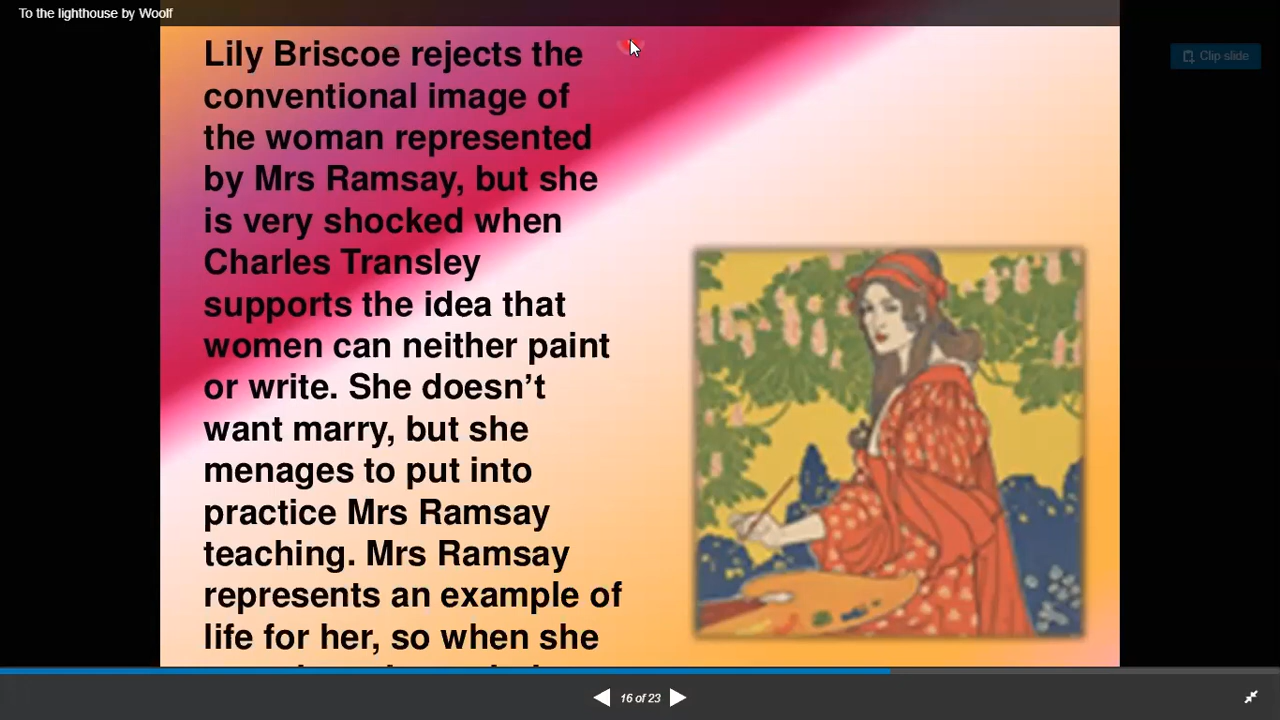 To the lighthouse by Woolf
Clip slide
Lily Briscoe rejects the
conventional image of
the woman represented
by Mrs Ramsay, but she
is very shocked when
Charles Transley
supports the idea that
women can neither paint
or write. She doesn’t
want marry, but she
menages to put into
practice Mrs Ramsay
teaching. Mrs Ramsay
represents an example of
life for her, so when she
16 of 23